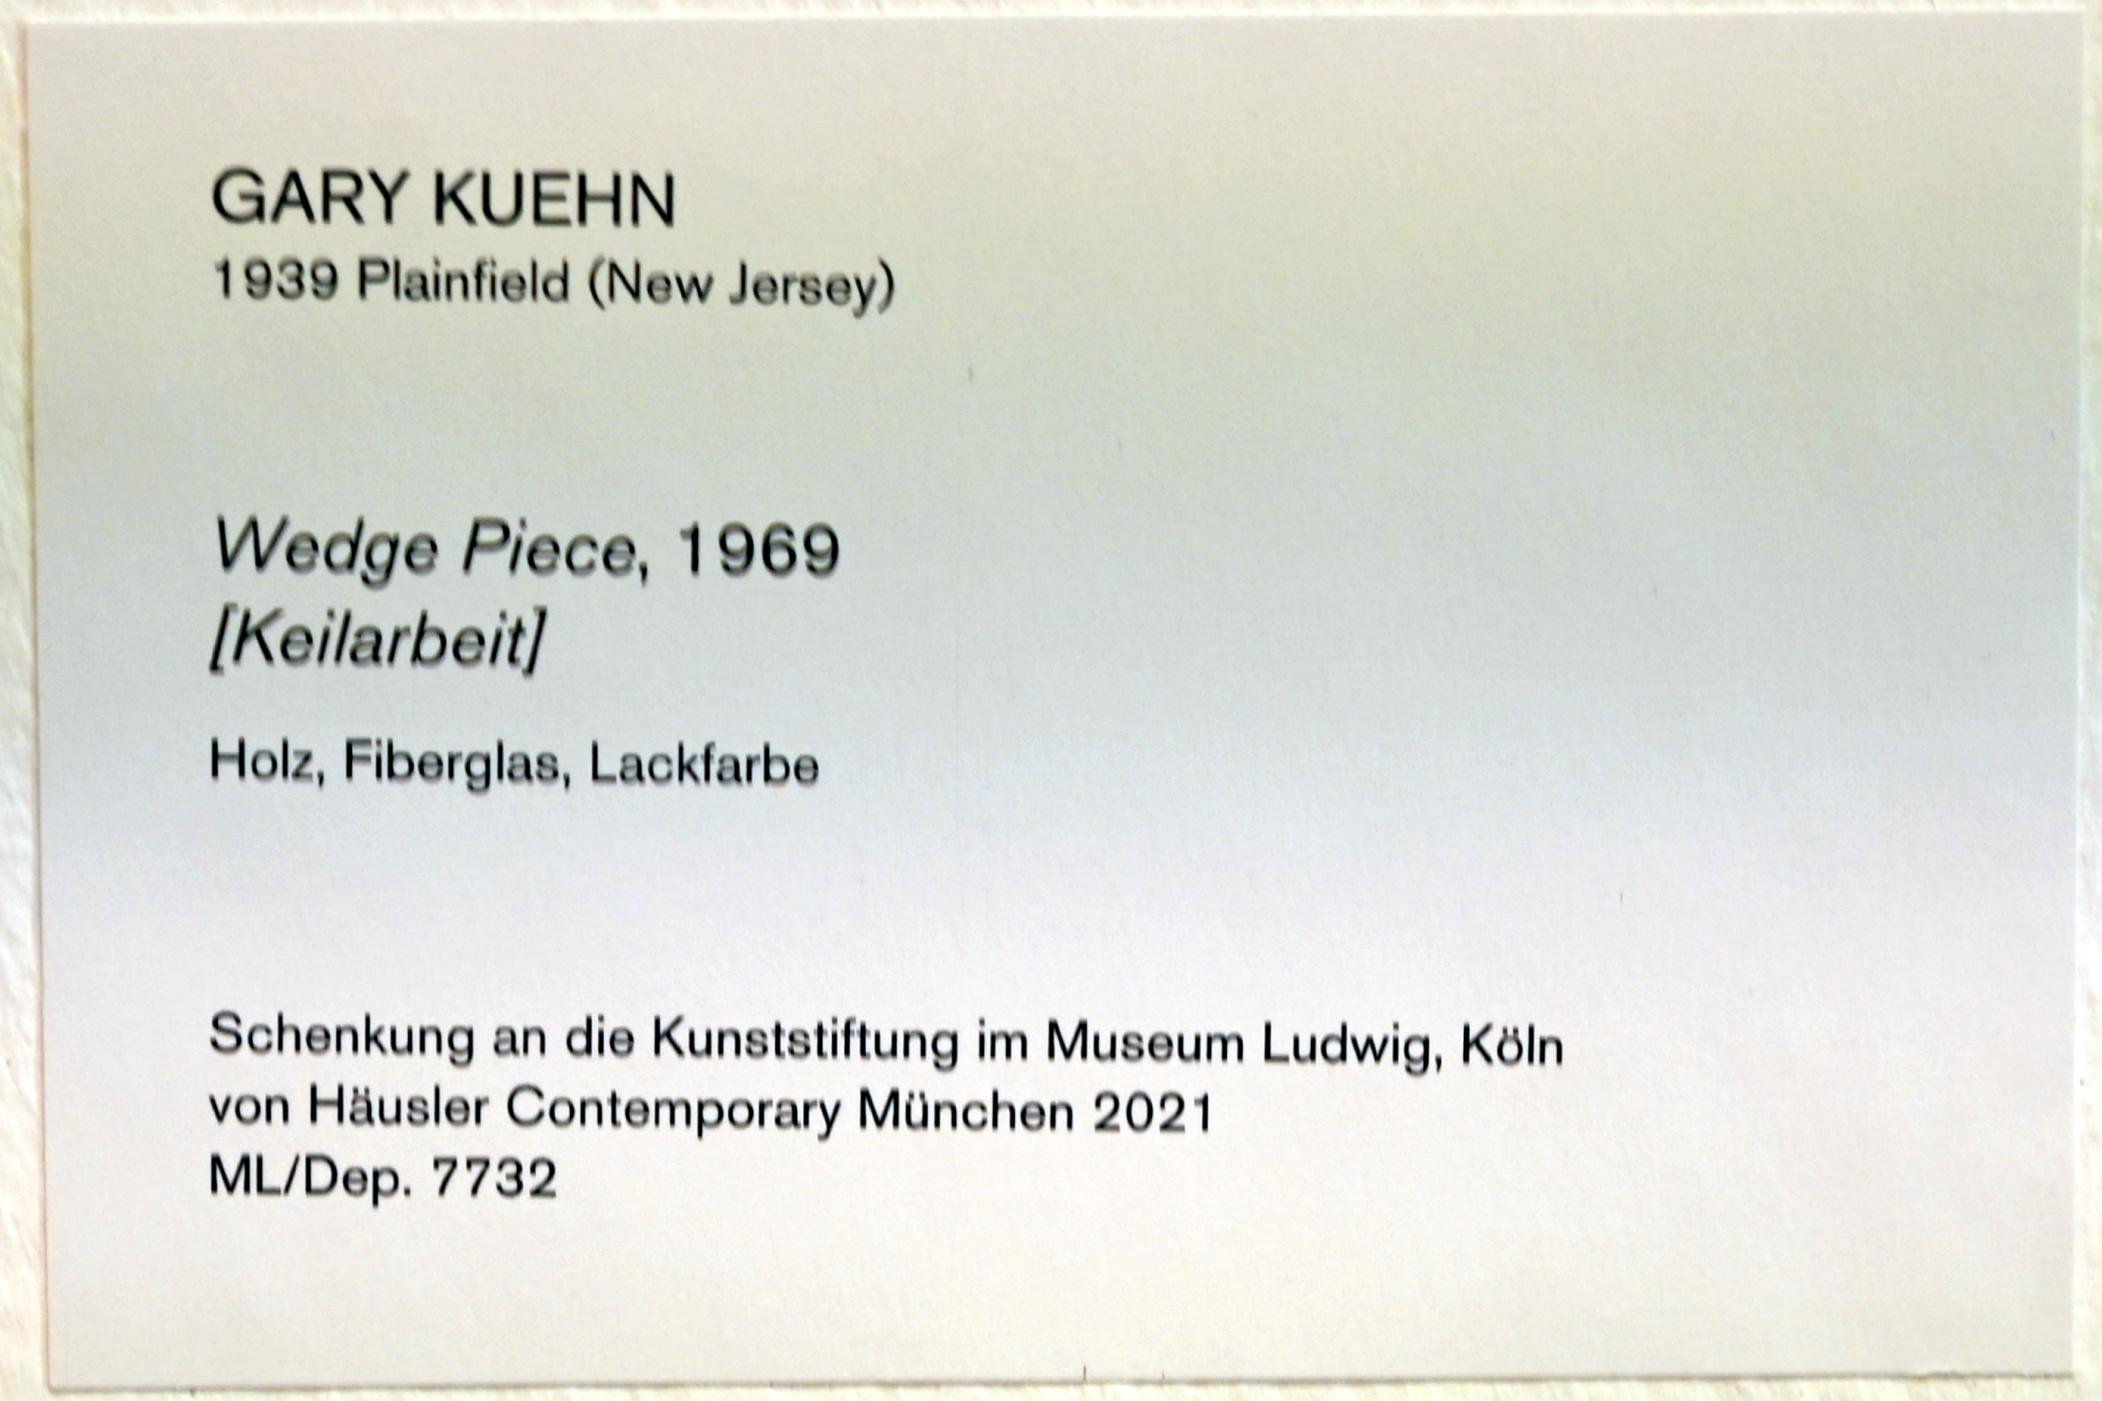 GARY KUEHN
1939 Plainfield (New Jersey)
Wedge Piece, 1969
[Keilarbeit]
Holz, Fiberglas, Lackfarbe
Schenkung an die Kunststiftung im Museum Ludwig, Köln
von Häusler Contemporary München 2021
ML/Dep. 7732